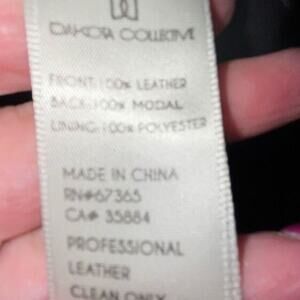 DAKOTA COLLECTIVE
FRONT: 100% LEATHER
BACK: 100% MODAL
LINING: 100% POLYESTER
MADE IN CHINA
RN#67365
CA# 35884
PROFESSIONAL
LEATHER
CLEAN ONLY